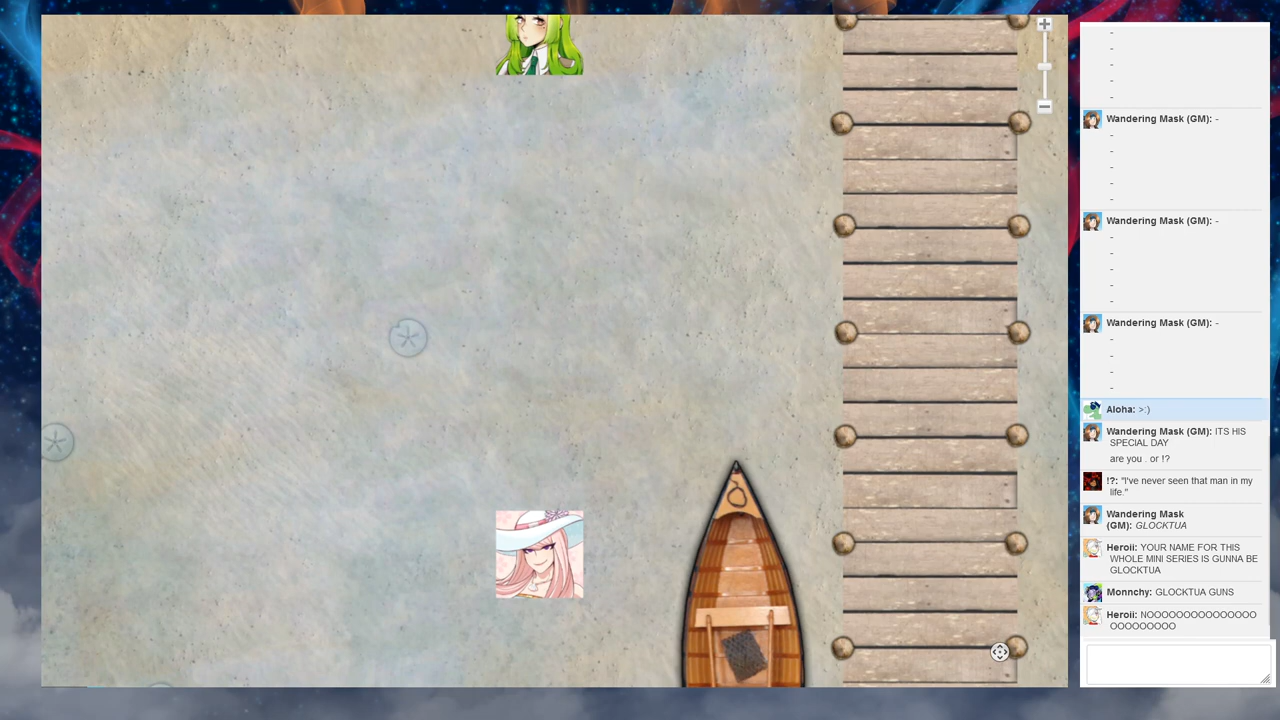 -
-
-
-
-
Wandering Mask (GM): -
-
-
-
-
-
Wandering Mask (GM): -
-
-
-
-
-
Wandering Mask (GM): -
-
-
-
-
Aloha: >:)
Wandering Mask (GM): ITS HIS
SPECIAL DAY
are you . or !?
!?: "I've never seen that man in my
life."
Wandering Mask
(GM): GLOCKTUA
Heroii: YOUR NAME FOR THIS
WHOLE MINI SERIES IS GUNNA BE
GLOCKTUA
Monnchy: GLOCKTUA GUNS
Heroii: NOOOOOOOOOOOOOOO
OOOOOOOOO